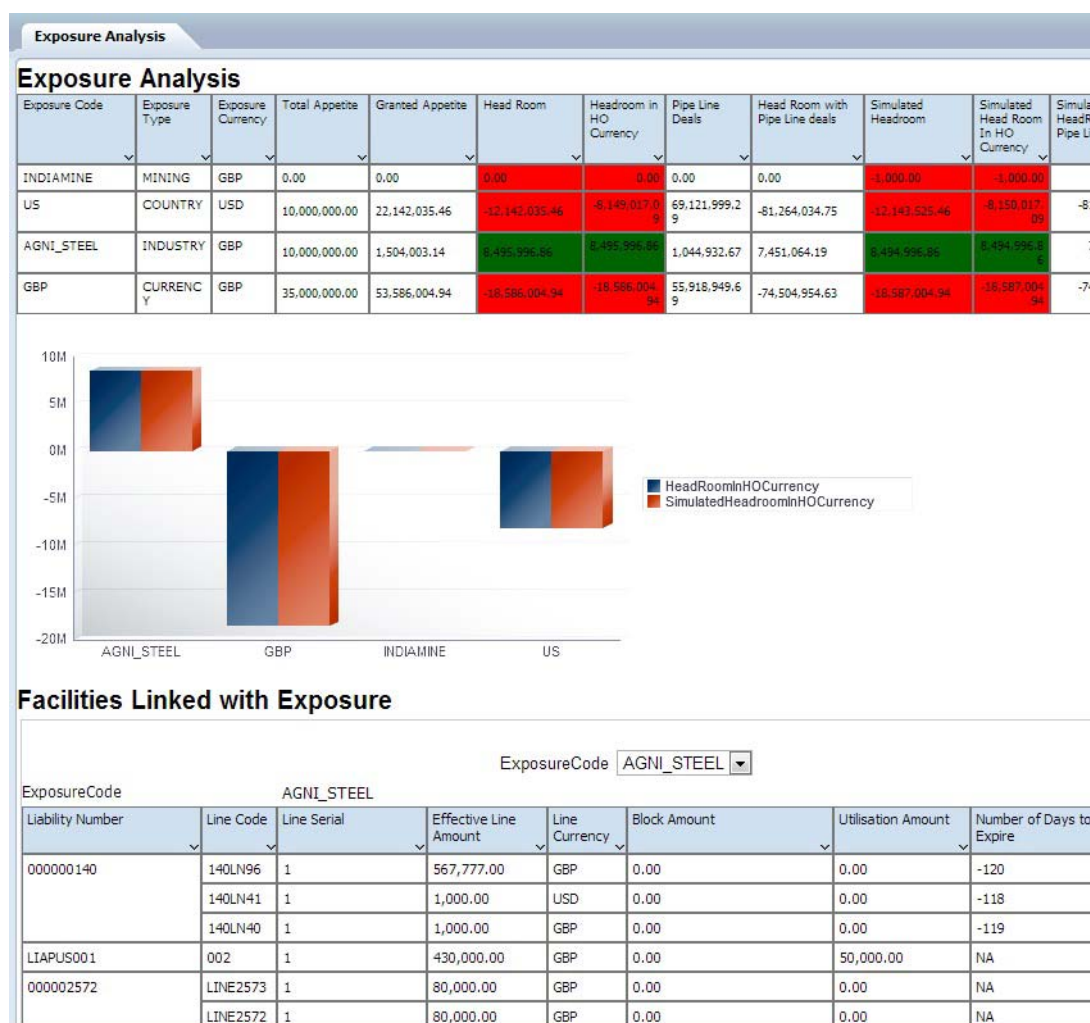 Exposure Analysis
Exposure Analysis
Exposure Code Exposure Type Exposure Currency Total Appetite Granted Appetite Head Room Headroom in HO Currency Pipe Line Deals Head Room with Pipe Line deals Simulated Headroom Simulated Head Room In HO Currency
INDIAMINE MINING GBP 0.00 0.00 0.00 0.00 0.00 0.00 -1,000.00 -1,000.00
US COUNTRY USD 10,000,000.00 22,142,035.46 -12,142,035.46 -8,149,017.09 69,121,999.29 -81,264,034.75 -12,143,525.46 -8,150,017.09
AGNI_STEEL INDUSTRY GBP 10,000,000.00 1,504,003.14 8,495,996.86 8,495,996.86 1,044,932.67 7,451,064.19 8,494,996.86 8,494,996.86
GBP CURRENCY GBP 35,000,000.00 53,586,004.94 -18,586,004.94 -18,586,004.94 55,918,949.69 -74,504,954.63 -18,587,004.94 -18,587,004.94
10M
5M
0M
-5M
-10M
-15M
-20M
AGNI_STEEL GBP INDIAMINE US
HeadRoomInHOCurrency
SimulatedHeadroomInHOCurrency
Facilities Linked with Exposure
ExposureCode AGNI_STEEL
ExposureCode AGNI_STEEL
Liability Number Line Code Line Serial Effective Line Amount Line Currency Block Amount Utilisation Amount Number of Days to Expire
000000140 140LN96 1 567,777.00 GBP 0.00 0.00 -120
140LN41 1 1,000.00 USD 0.00 0.00 -118
140LN40 1 1,000.00 GBP 0.00 0.00 -119
LIAPUS001 002 1 430,000.00 GBP 0.00 50,000.00 NA
000002572 LINE2573 1 80,000.00 GBP 0.00 0.00 NA
LINE2572 1 80,000.00 GBP 0.00 0.00 NA